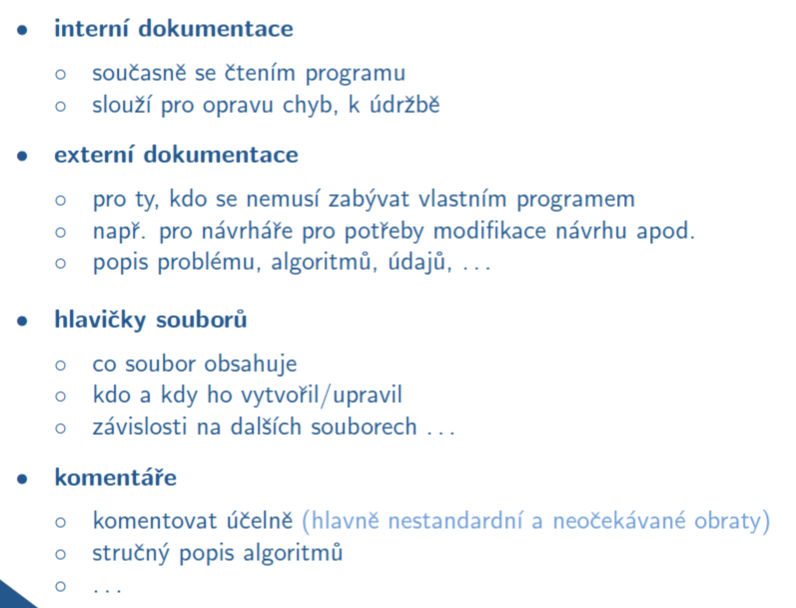 • interní dokumentace
○ současně se čtením programu
○ slouží pro opravu chyb, k údržbě
• externí dokumentace
○ pro ty, kdo se nemusí zabývat vlastním programem
○ např. pro návrháře pro potřeby modifikace návrhu apod.
○ popis problému, algoritmů, údajů, ...
• hlavičky souborů
○ co soubor obsahuje
○ kdo a kdy ho vytvořil/upravil
○ závislosti na dalších souborech ...
• komentáře
○ komentovat účelně (hlavně nestandardní a neočekávané obraty)
○ stručný popis algoritmů
○ ...